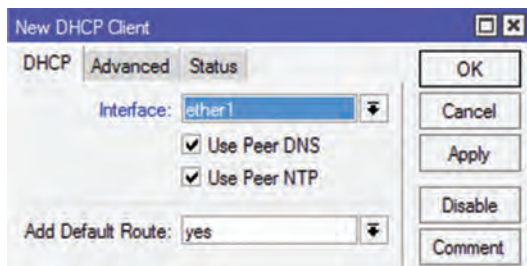 New DHCP Client
DHCP Advanced Status
Interface: ether1
Use Peer DNS
Use Peer NTP
Add Default Route: yes
OK
Cancel
Apply
Disable
Comment